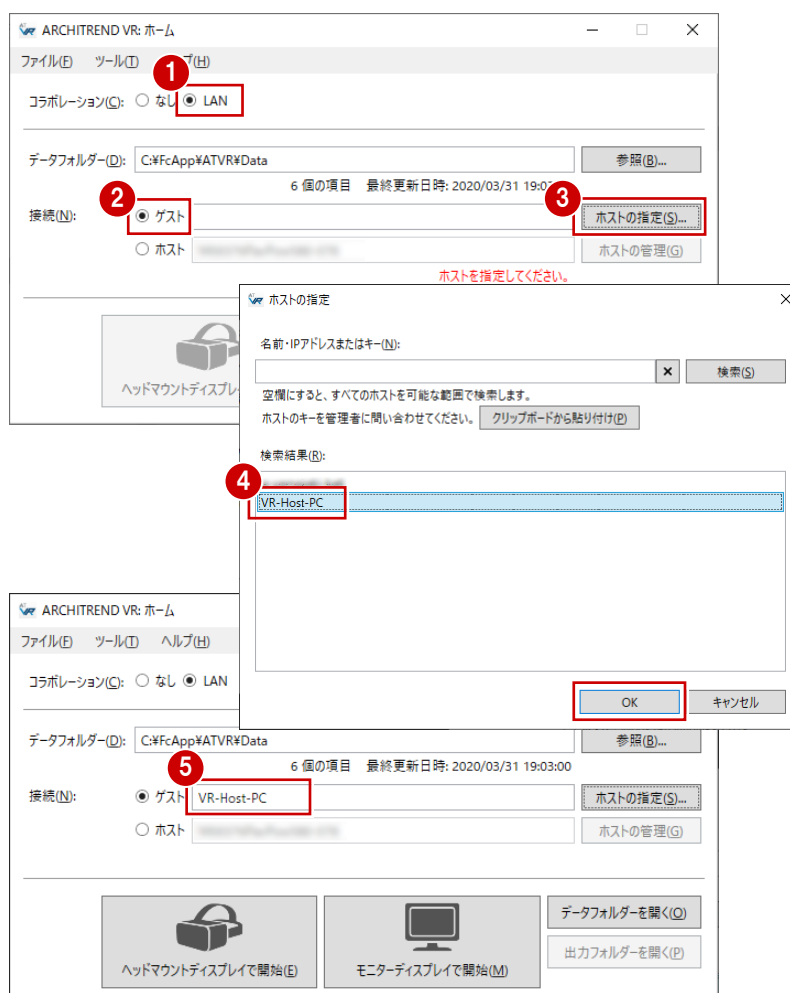 ARCHITREND VR: ホーム
ファイル(F) ツール(T) プ(H)
1
コラボレーション(C): なし LAN
データフォルダー(D): C:¥FcApp¥ATVR¥Data 参照(B)...
6 個の項目 最終更新日時: 2020/03/31 19:0
2
3
接続(N): ゲスト ホストの指定(S)...
ホスト ホストの管理(G)
ホストを指定してください。
ホストの指定
名前・IPアドレスまたはキー(N):
検索(S)
空欄にすると、すべてのホストを可能な範囲で検索します。
ホストのキーを管理者に問い合わせてください。 クリップボードから貼り付け(P)
検索結果(R):
4
VR-Host-PC
OK キャンセル
ヘッドマウントディスプレ
ARCHITREND VR: ホーム
ファイル(F) ツール(T) ヘルプ(H)
コラボレーション(C): なし LAN
データフォルダー(D): C:¥FcApp¥ATVR¥Data 参照(B)...
6 個の項目 最終更新日時: 2020/03/31 19:03:00
5
接続(N): ゲスト VR-Host-PC ホストの指定(S)...
ホスト ホストの管理(G)
ヘッドマウントディスプレイで開始(E)
モニターディスプレイで開始(M)
データフォルダーを開く(O)
出力フォルダーを開く(P)